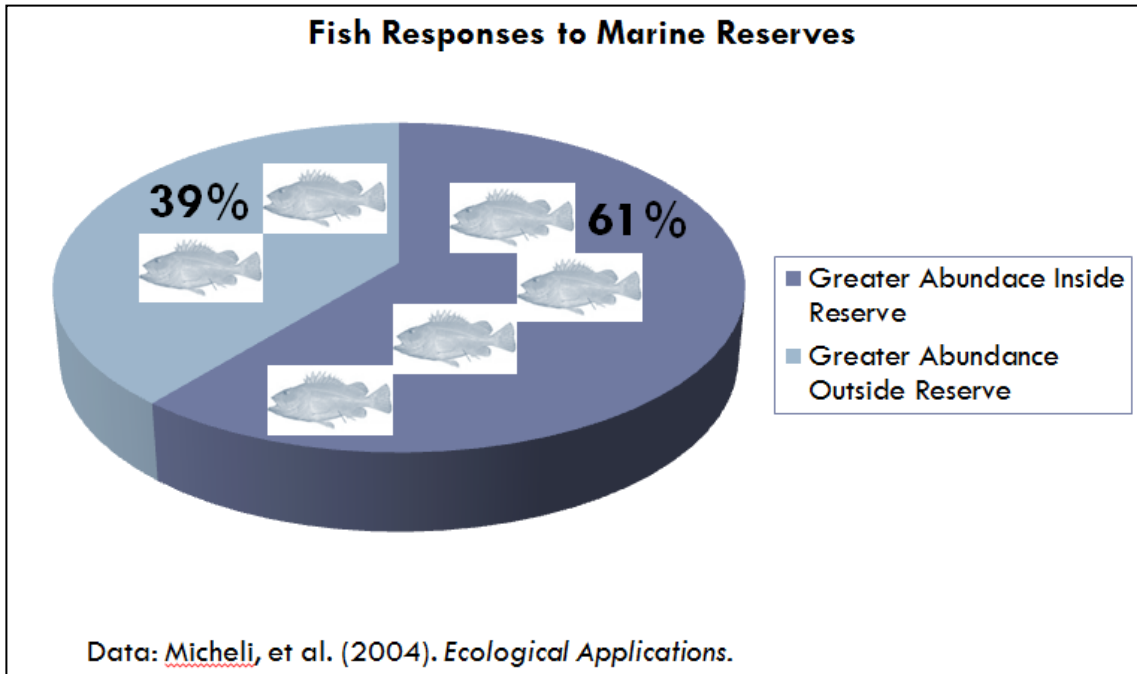 Fish Responses to Marine Reserves
39%
61%
Greater Abundace Inside
Reserve
Greater Abundance
Outside Reserve
Data: Micheli, et al. (2004). Ecological Applications.